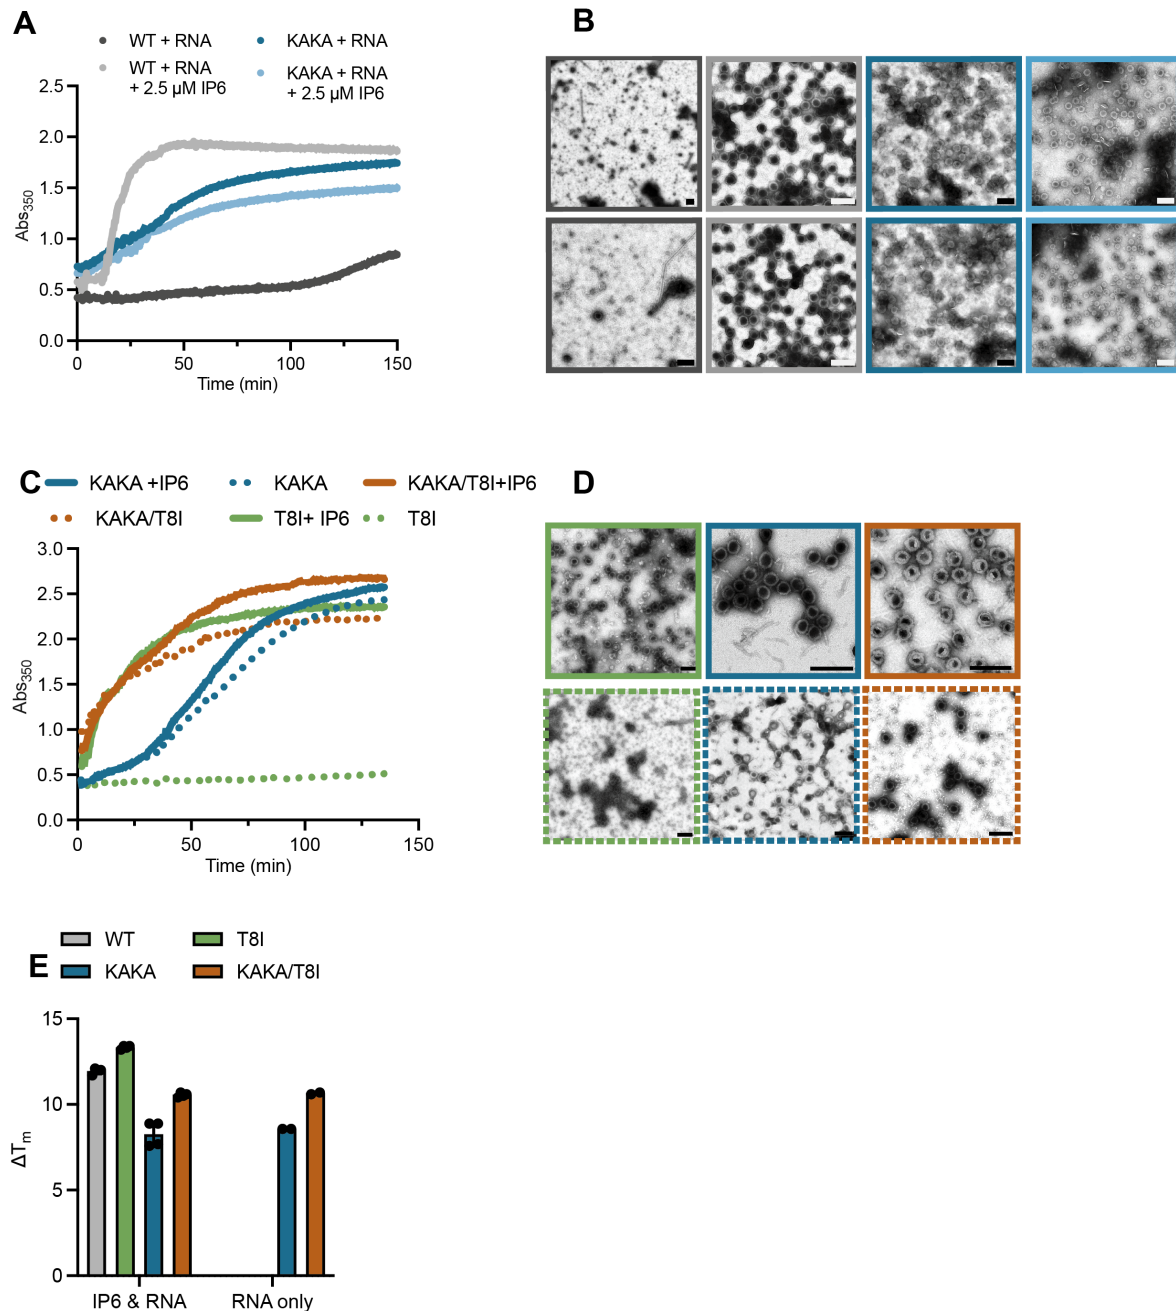 A
WT + RNA
KAKA + RNA
WT + RNA
+ 2.5 µM IP6
KAKA + RNA
+ 2.5 µM IP6
2.5
2.0
1.5
1.0
0.5
0.0
Abs350
0
50
100
150
Time (min)
B
C
KAKA +IP6
KAKA
KAKA/T8I+IP6
KAKA/T8I
T8I+ IP6
T8I
3.0
2.5
2.0
1.5
1.0
0.5
0.0
Abs350
0
50
100
150
Time (min)
D
E
WT
T8I
KAKA
KAKA/T8I
15
10
5
0
ΔTm
IP6 & RNA
RNA only